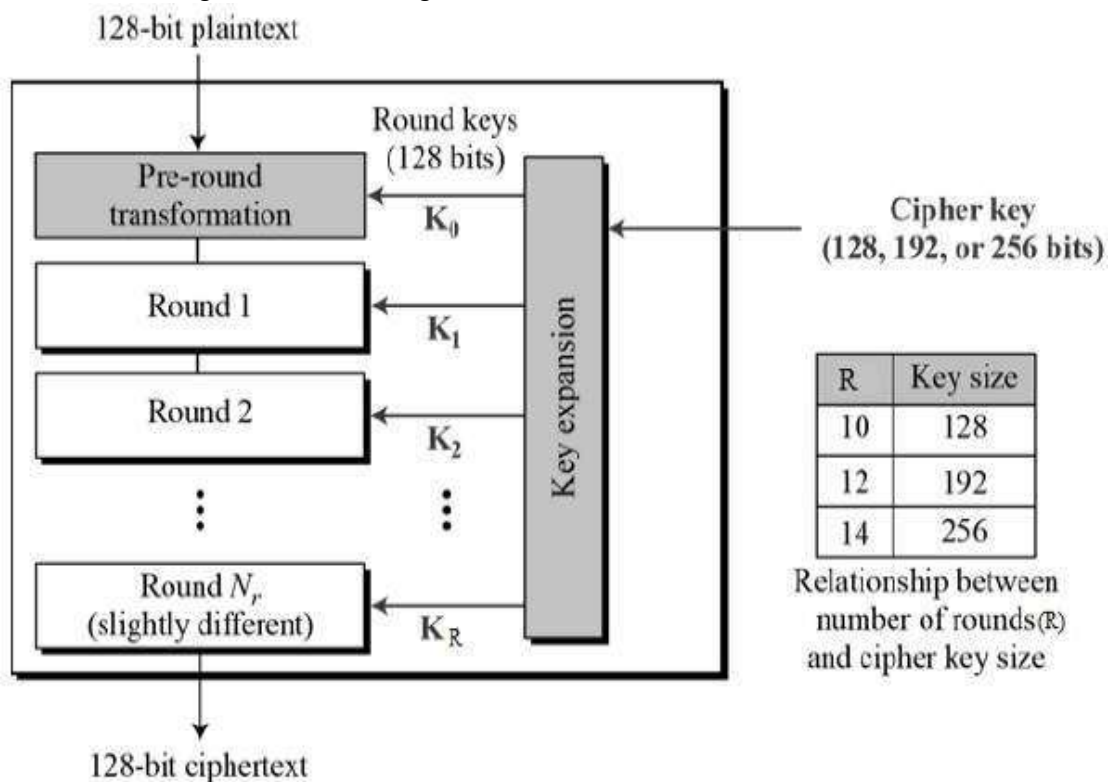 128-bit plaintext
Round keys
(128 bits)
Pre-round
transformation
K0
Cipher key
(128, 192, or 256 bits)
Round 1
K1
Round 2
K2
Key expansion
R Key size
10 128
12 192
14 256
Relationship between
number of rounds(R)
and cipher key size
Round Nr
(slightly different)
KR
128-bit ciphertext